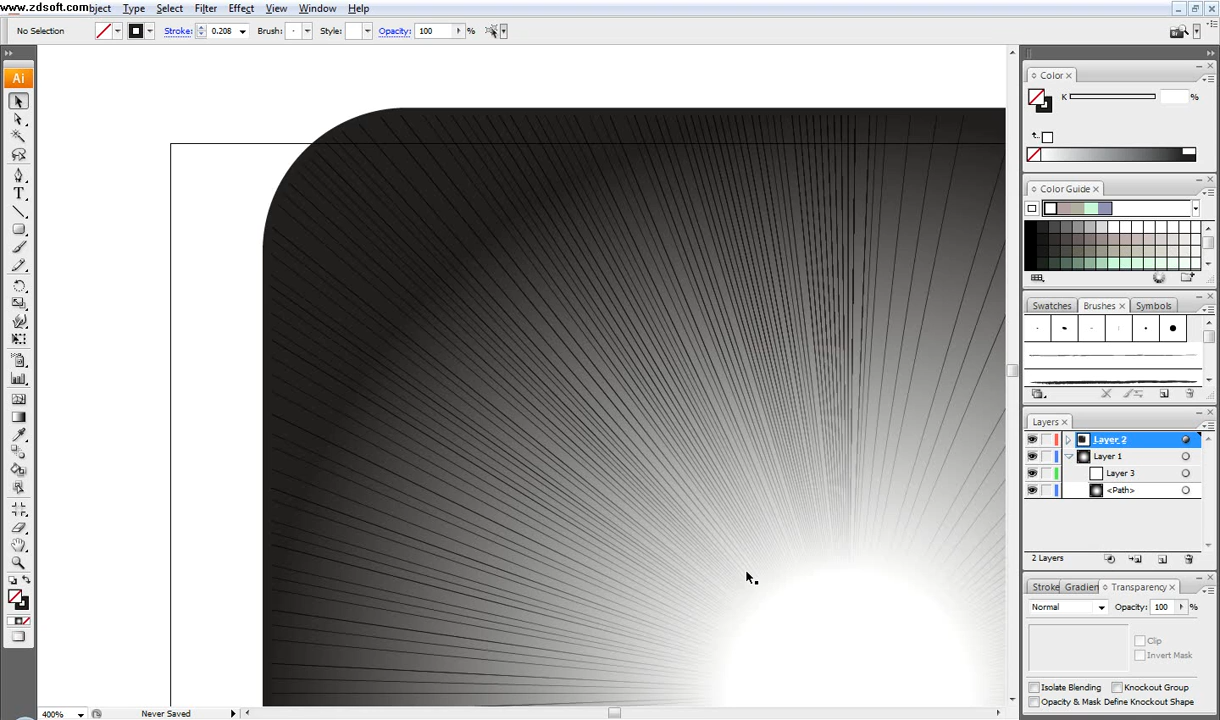 www.zdsoft.com bject Type Select Filter Effect View Window Help
No Selection Stroke: 0.208 Brush: Style: Opacity: 100 %
Ai
Color
K %
Color Guide
Swatches Brushes Symbols
Layers
Layer 2
Layer 1
Layer 3
<Path>
2 Layers
Stroke Gradien Transparency
Normal Opacity: 100 %
Clip
Invert Mask
Isolate Blending Knockout Group
Opacity & Mask Define Knockout Shape
400% Never Saved